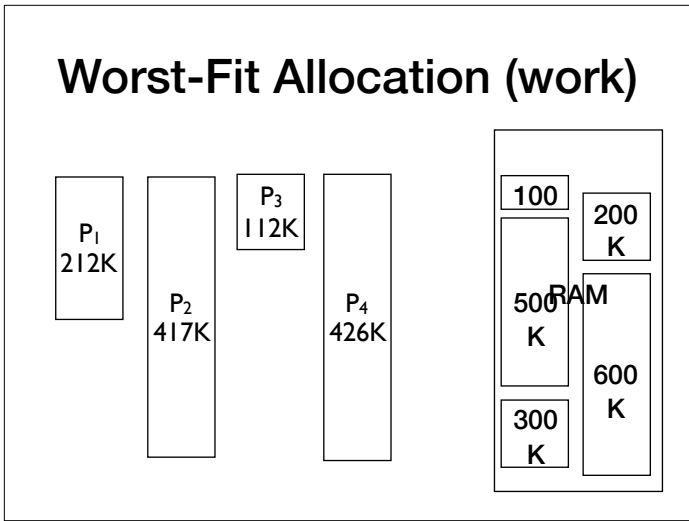 Worst-Fit Allocation (work)
P₁
212K
P₂
417K
P₃
112K
P₄
426K
100
500
K
300
K
200
K
600
K
RAM